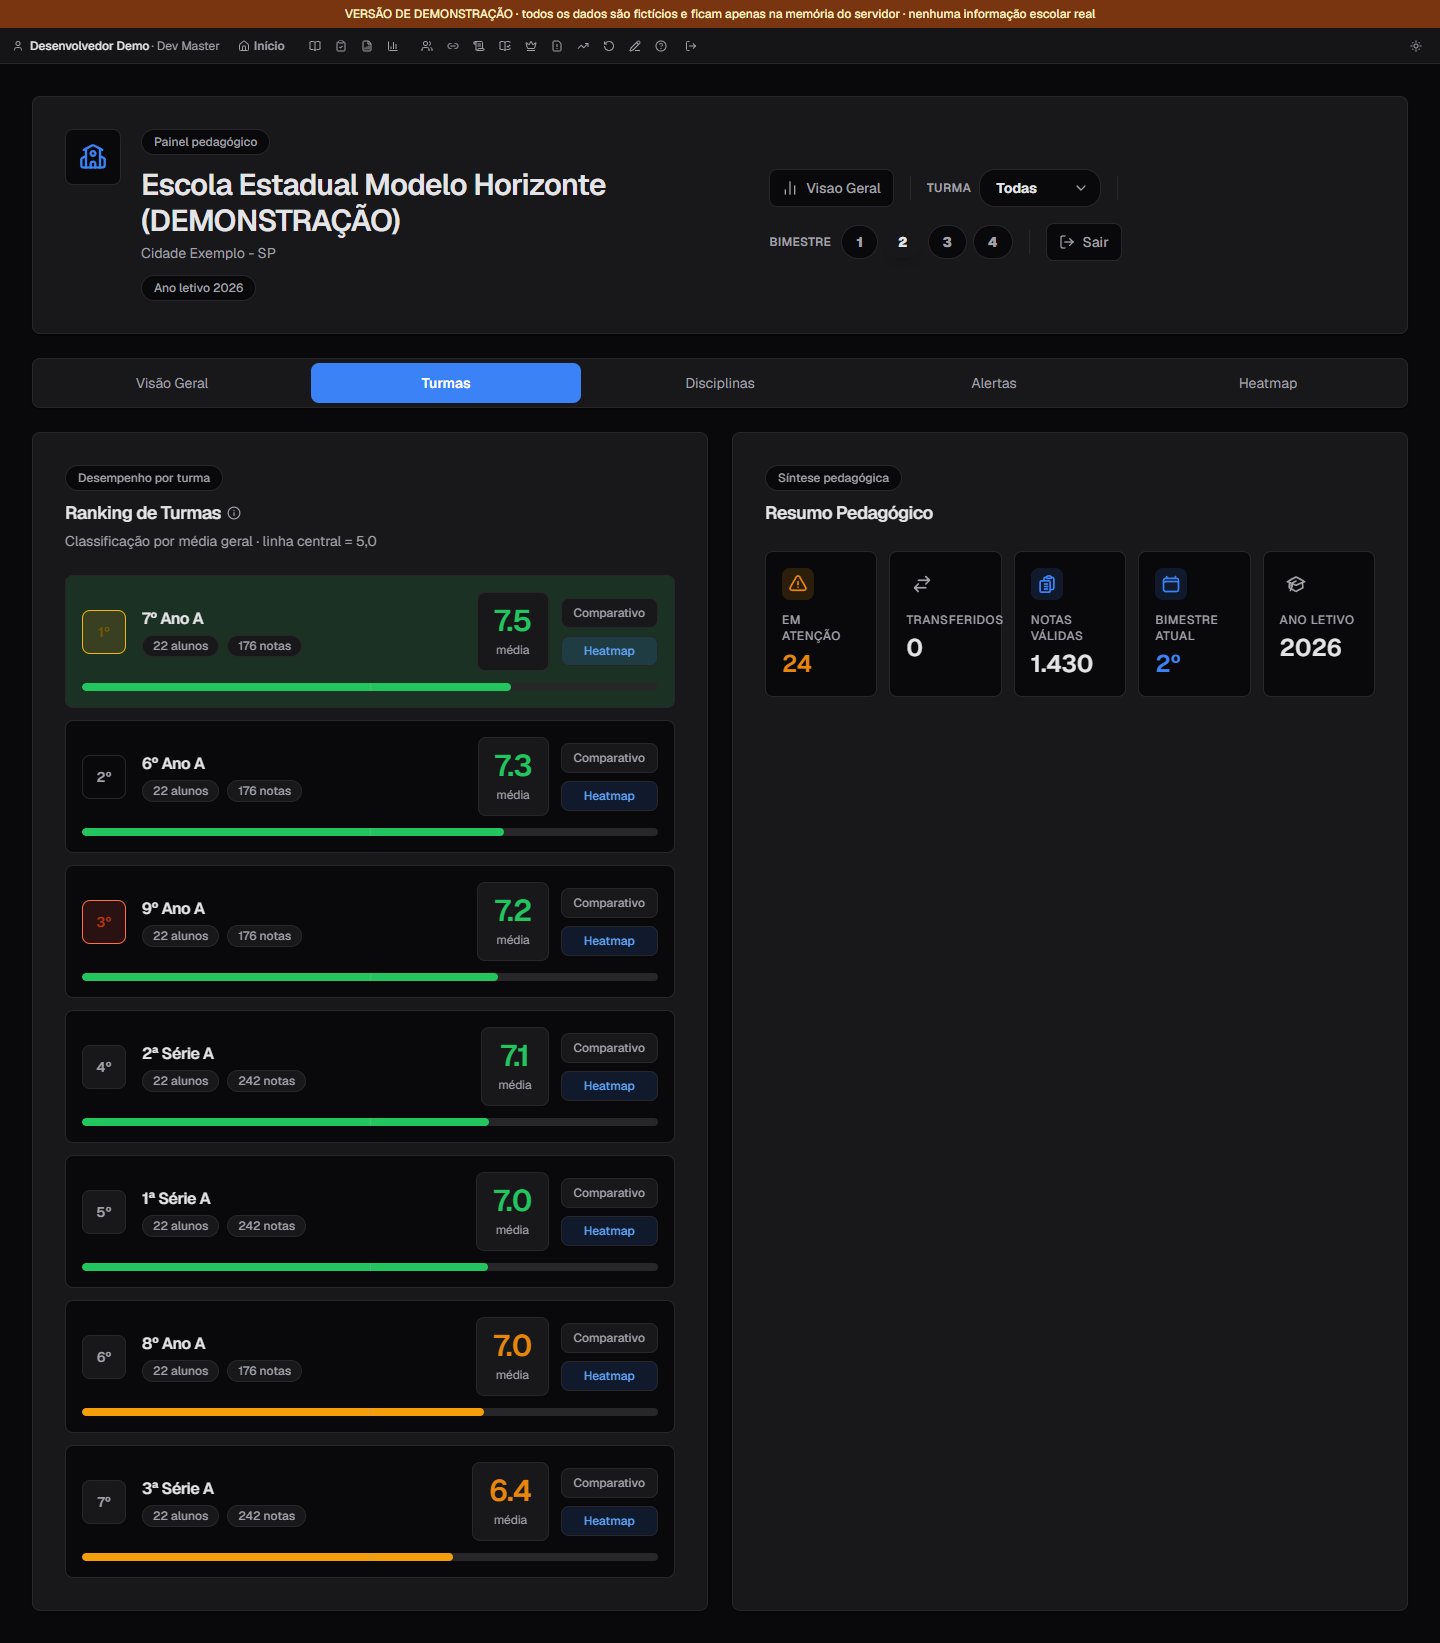 VERSÃO DE DEMONSTRAÇÃO · todos os dados são fictícios e ficam apenas na memória do servidor · nenhuma informação escolar real
Desenvolvedor Demo · Dev Master Início
Painel pedagógico
Escola Estadual Modelo Horizonte
(DEMONSTRAÇÃO)
Cidade Exemplo - SP
Ano letivo 2026
Visao Geral TURMA Todas
BIMESTRE 1 2 3 4 Sair
Visão Geral Turmas Disciplinas Alertas Heatmap
Desempenho por turma
Ranking de Turmas
Classificação por média geral · linha central = 5,0
1º 7º Ano A 22 alunos 176 notas 7.5 média Comparativo Heatmap
2º 6º Ano A 22 alunos 176 notas 7.3 média Comparativo Heatmap
3º 9º Ano A 22 alunos 176 notas 7.2 média Comparativo Heatmap
4º 2ª Série A 22 alunos 242 notas 7.1 média Comparativo Heatmap
5º 1ª Série A 22 alunos 242 notas 7.0 média Comparativo Heatmap
6º 8º Ano A 22 alunos 176 notas 7.0 média Comparativo Heatmap
7º 3ª Série A 22 alunos 242 notas 6.4 média Comparativo Heatmap
Síntese pedagógica
Resumo Pedagógico
EM ATENÇÃO 24
TRANSFERIDOS 0
NOTAS VÁLIDAS 1.430
BIMESTRE ATUAL 2º
ANO LETIVO 2026